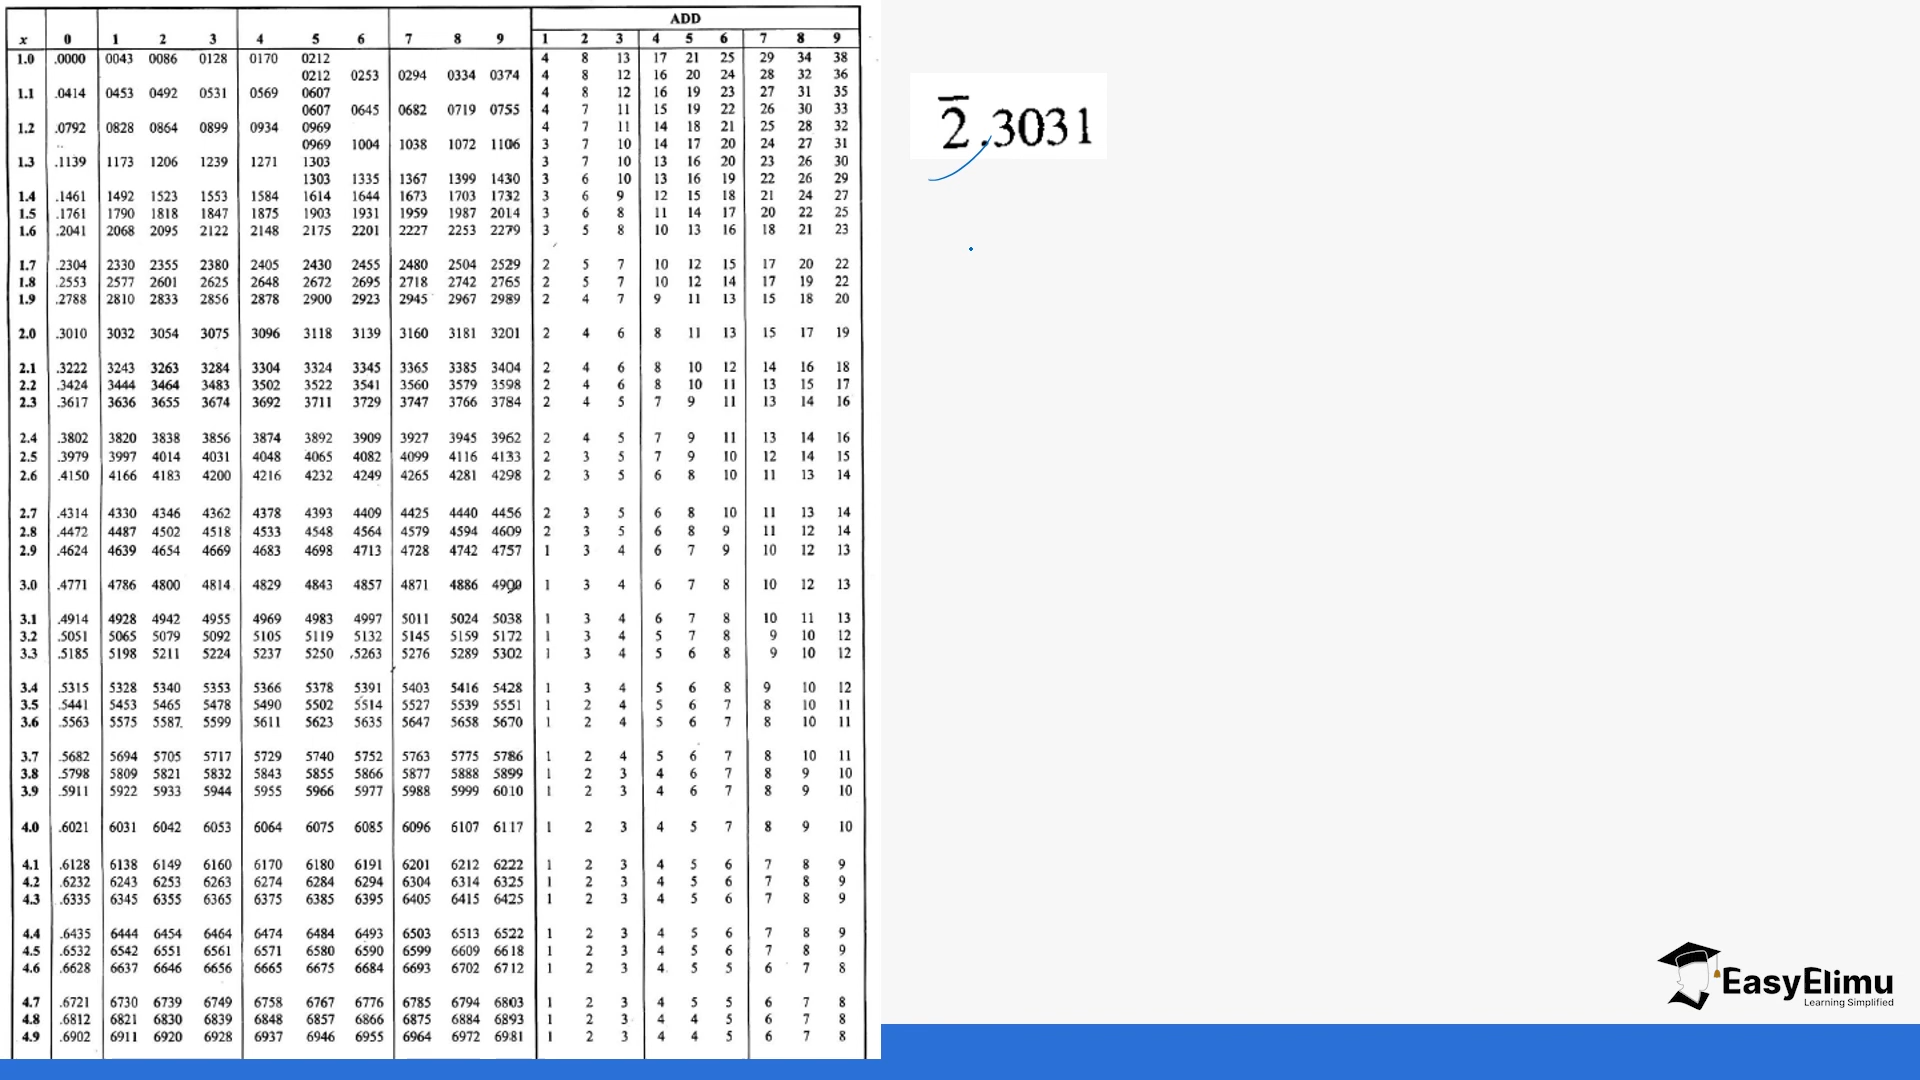 ADD
x 0 1 2 3 4 5 6 7 8 9 1 2 3 4 5 6 7 8 9
1.0 .0000 0043 0086 0128 0170 0212 4 8 13 17 21 25 29 34 38
0212 0253 0294 0334 0374 4 8 12 16 20 24 28 32 36
1.1 .0414 0453 0492 0531 0569 0607 4 8 12 16 19 23 27 31 35
0607 0645 0682 0719 0755 4 7 11 15 19 22 26 30 33
1.2 .0792 0828 0864 0899 0934 0969 4 7 11 14 18 21 25 28 32
0969 1004 1038 1072 1106 3 7 10 14 17 20 24 27 31
1.3 .1139 1173 1206 1239 1271 1303 3 7 10 13 16 20 23 26 30
1303 1335 1367 1399 1430 3 6 10 13 16 19 22 26 29
1.4 .1461 1492 1523 1553 1584 1614 1644 1673 1703 1732 3 6 9 12 15 18 21 24 27
1.5 .1761 1790 1818 1847 1875 1903 1931 1959 1987 2014 3 6 8 11 14 17 20 22 25
1.6 .2041 2068 2095 2122 2148 2175 2201 2227 2253 2279 3 5 8 10 13 16 18 21 23
1.7 .2304 2330 2355 2380 2405 2430 2455 2480 2504 2529 2 5 7 10 12 15 17 20 22
1.8 .2553 2577 2601 2625 2648 2672 2695 2718 2742 2765 2 5 7 10 12 14 17 19 22
1.9 .2788 2810 2833 2856 2878 2900 2923 2945 2967 2989 2 4 7 9 11 13 15 18 20
2.0 .3010 3032 3054 3075 3096 3118 3139 3160 3181 3201 2 4 6 8 11 13 15 17 19
2.1 .3222 3243 3263 3284 3304 3324 3345 3365 3385 3404 2 4 6 8 10 12 14 16 18
2.2 .3424 3444 3464 3483 3502 3522 3541 3560 3579 3598 2 4 6 8 10 11 13 15 17
2.3 .3617 3636 3655 3674 3692 3711 3729 3747 3766 3784 2 4 5 7 9 11 13 14 16
2.4 .3802 3820 3838 3856 3874 3892 3909 3927 3945 3962 2 4 5 7 9 11 13 14 16
2.5 .3979 3997 4014 4031 4048 4065 4082 4099 4116 4133 2 3 5 7 9 10 12 14 15
2.6 .4150 4166 4183 4200 4216 4232 4249 4265 4281 4298 2 3 5 6 8 10 11 13 14
2.7 .4314 4330 4346 4362 4378 4393 4409 4425 4440 4456 2 3 5 6 8 10 11 13 14
2.8 .4472 4487 4502 4518 4533 4548 4564 4579 4594 4609 2 3 5 6 8 9 11 12 14
2.9 .4624 4639 4654 4669 4683 4698 4713 4728 4742 4757 1 3 4 6 7 9 10 12 13
3.0 .4771 4786 4800 4814 4829 4843 4857 4871 4886 4900 1 3 4 6 7 8 10 12 13
3.1 .4914 4928 4942 4955 4969 4983 4997 5011 5024 5038 1 3 4 6 7 8 10 11 13
3.2 .5051 5065 5079 5092 5105 5119 5132 5145 5159 5172 1 3 4 5 7 8 9 10 12
3.3 .5185 5198 5211 5224 5237 5250 .5263 5276 5289 5302 1 3 4 5 6 8 9 10 12
3.4 .5315 5328 5340 5353 5366 5378 5391 5403 5416 5428 1 3 4 5 6 8 9 10 12
3.5 .5441 5453 5465 5478 5490 5502 5514 5527 5539 5551 1 2 4 5 6 7 8 10 11
3.6 .5563 5575 5587. 5599 5611 5623 5635 5647 5658 5670 1 2 4 5 6 7 8 10 11
3.7 .5682 5694 5705 5717 5729 5740 5752 5763 5775 5786 1 2 4 5 6 7 8 10 11
3.8 .5798 5809 5821 5832 5843 5855 5866 5877 5888 5899 1 2 3 4 6 7 8 9 10
3.9 .5911 5922 5933 5944 5955 5966 5977 5988 5999 6010 1 2 3 4 6 7 8 9 10
4.0 .6021 6031 6042 6053 6064 6075 6085 6096 6107 6117 1 2 3 4 5 7 8 9 10
4.1 .6128 6138 6149 6160 6170 6180 6191 6201 6212 6222 1 2 3 4 5 6 7 8 9
4.2 .6232 6243 6253 6263 6274 6284 6294 6304 6314 6325 1 2 3 4 5 6 7 8 9
4.3 .6335 6345 6355 6365 6375 6385 6395 6405 6415 6425 1 2 3 4 5 6 7 8 9
4.4 .6435 6444 6454 6464 6474 6484 6493 6503 6513 6522 1 2 3 4 5 6 7 8 9
4.5 .6532 6542 6551 6561 6571 6580 6590 6599 6609 6618 1 2 3 4 5 6 7 8 9
4.6 .6628 6637 6646 6656 6665 6675 6684 6693 6702 6712 1 2 3 4 5 5 6 7 8
4.7 .6721 6730 6739 6749 6758 6767 6776 6785 6794 6803 1 2 3 4 5 5 6 7 8
4.8 .6812 6821 6830 6839 6848 6857 6866 6875 6884 6893 1 2 3 4 4 5 6 7 8
4.9 .6902 6911 6920 6928 6937 6946 6955 6964 6972 6981 1 2 3 4 4 5 6 7 8
2̅.3031
EasyElimu
Learning Simplified